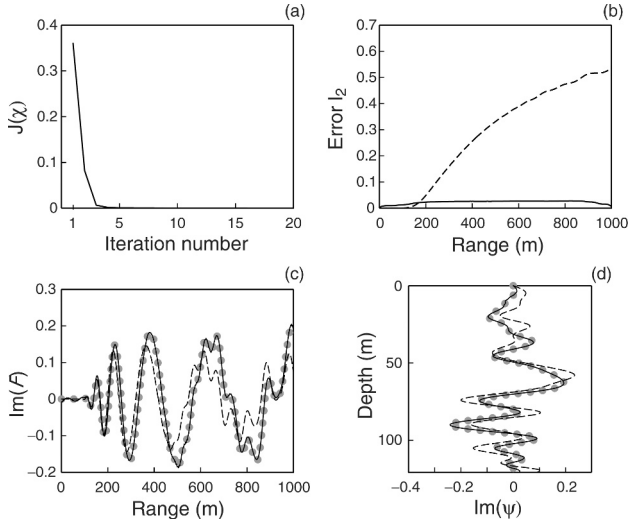 (a)
0.4
0.3
0.2
0.1
0
J(χ)
1 5 10 15 20
Iteration number
(b)
0.7
0.6
0.5
0.4
0.3
0.2
0.1
0
Error l₂
0 200 400 600 800 1000
Range (m)
(c)
0.3
0.2
0.1
0
−0.1
−0.2
Im(F)
0 200 400 600 800 1000
Range (m)
(d)
0
50
100
Depth (m)
−0.4 −0.2 0 0.2
Im(ψ)